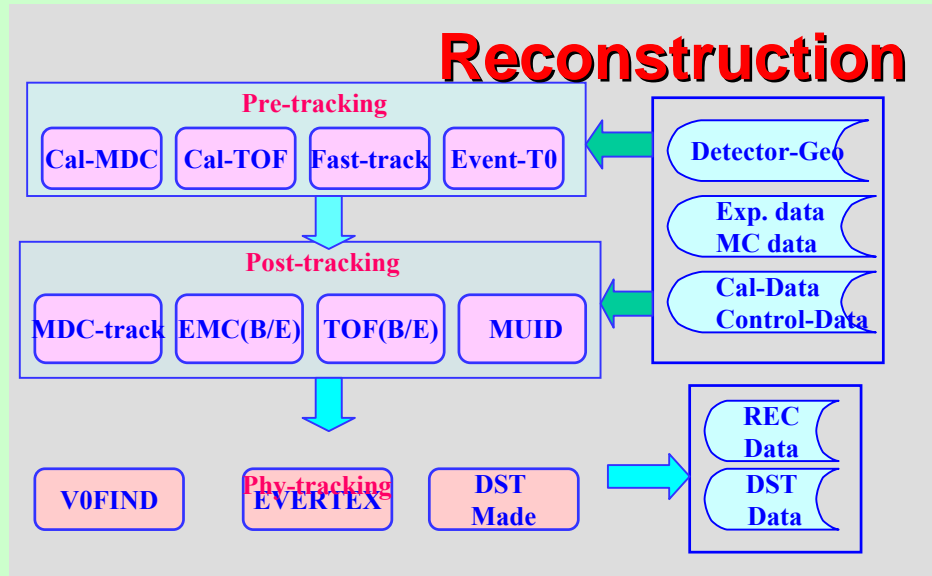 Reconstruction
Pre-tracking
Cal-MDC
Cal-TOF
Fast-track
Event-T0
Detector-Geo
Exp. data
MC data
Cal-Data
Control-Data
Post-tracking
MDC-track
EMC(B/E)
TOF(B/E)
MUID
Phy-tracking
V0FIND
EVERTEX
DST
Made
REC
Data
DST
Data